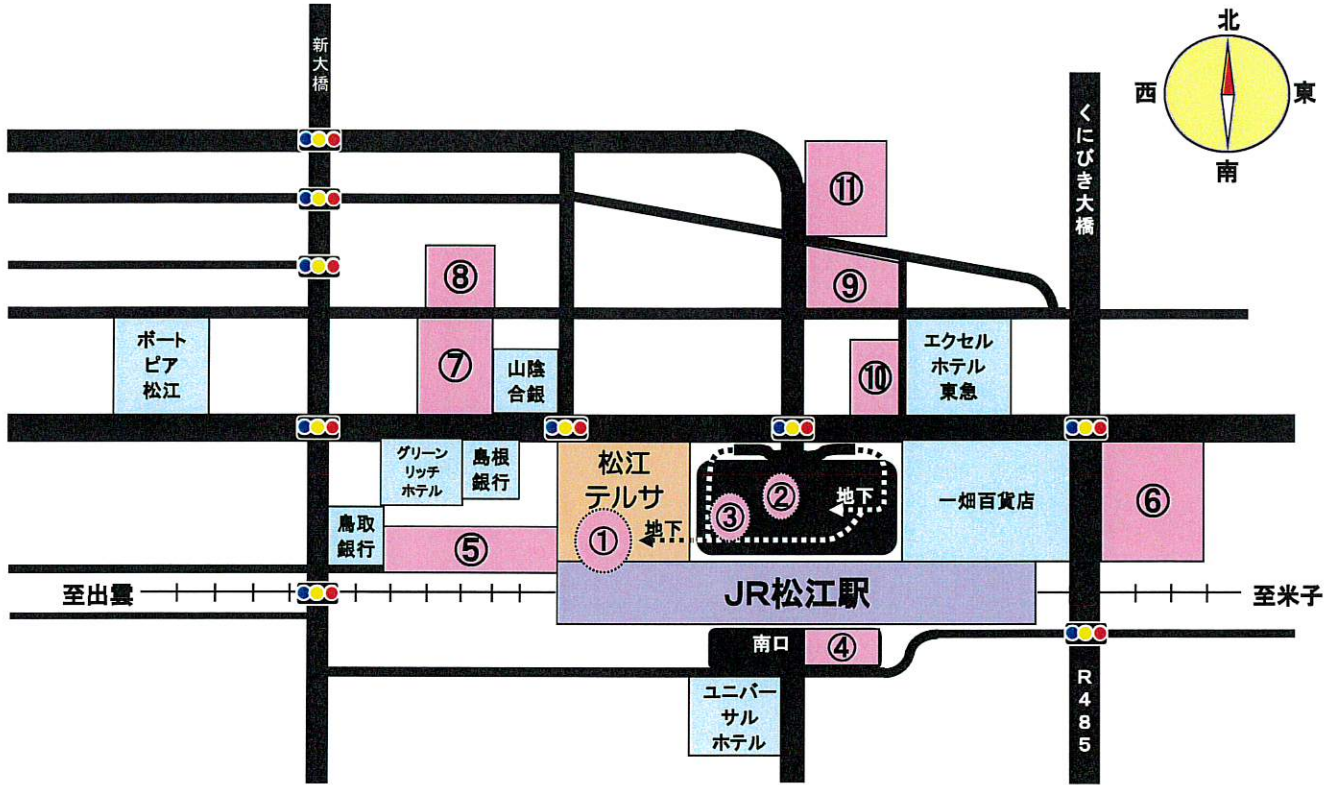 北
西
東
南
新大橋
くにびき大橋
⑪
⑧
⑨
ボート
ピア
松江
⑦
山陰
合銀
⑩
エクセル
ホテル
東急
グリーン
リッチ
ホテル
島根
銀行
松江
テルサ
②
③
地下
一畑百貨店
⑥
鳥取
銀行
⑤
①
地下
至出雲
JR松江駅
至米子
南口
④
ユニバー
サル
ホテル
R485